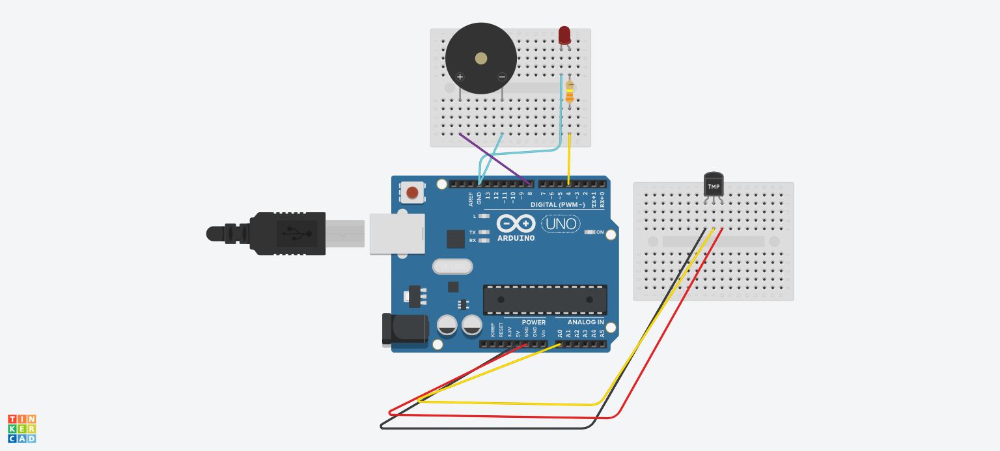 + −
AREF
GND
13
12
~11
~10
~9
8
7
~6
~5
4
~3
2
TX→1
RX←0
DIGITAL (PWM~)
L
TX
RX
ARDUINO
UNO
ON
TMP
POWER
ANALOG IN
IOREF
RESET
3.3V
5V
GND
GND
Vin
A0
A1
A2
A3
A4
A5
TIN
KER
CAD